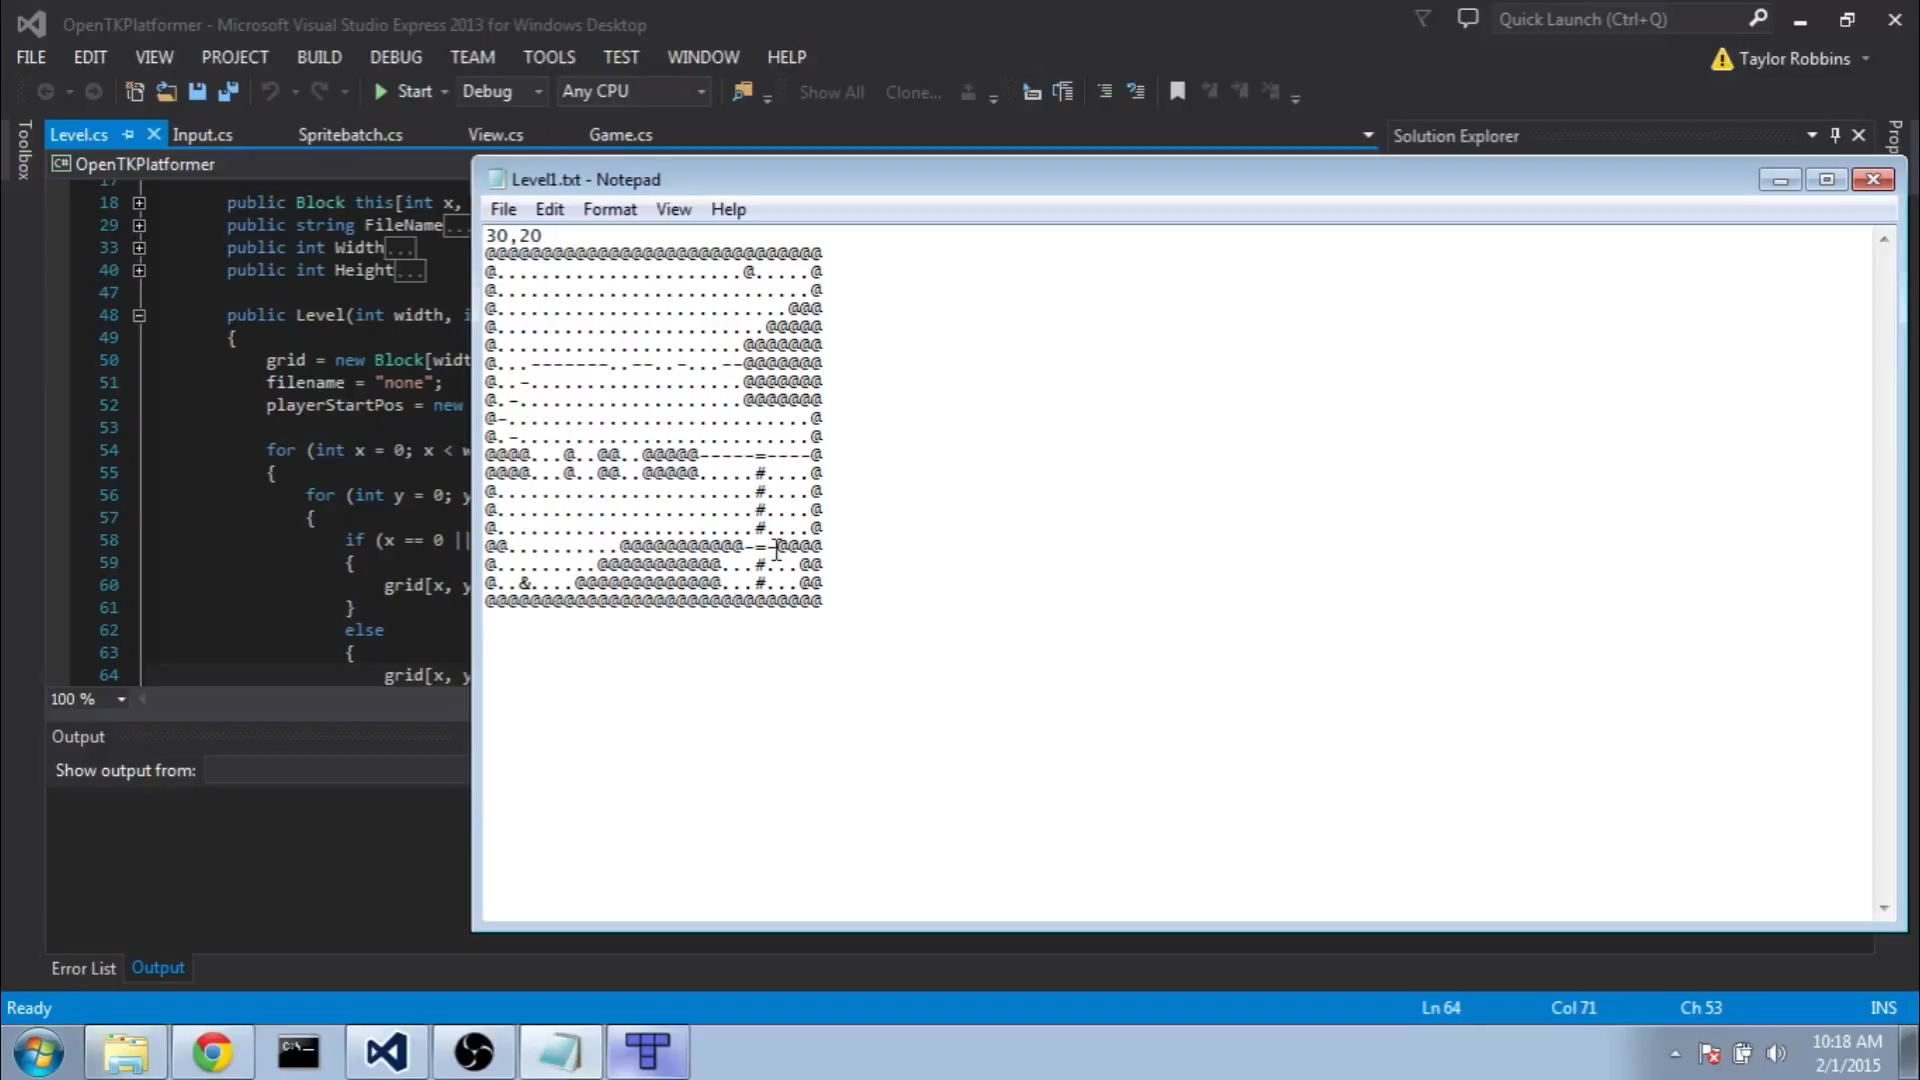 OpenTKPlatformer - Microsoft Visual Studio Express 2013 for Windows Desktop
Quick Launch (Ctrl+Q)
FILE EDIT VIEW PROJECT BUILD DEBUG TEAM TOOLS TEST WINDOW HELP
Taylor Robbins
Start Debug Any CPU Show All Clone...
Toolbox
Level.cs Input.cs Spritebatch.cs View.cs Game.cs
Solution Explorer
Prop
OpenTKPlatformer
17
18 public Block this[int x,
29 public string FileName...
33 public int Width...
40 public int Height...
47
48 public Level(int width, i
49 {
50 grid = new Block[widt
51 filename = "none";
52 playerStartPos = new
53
54 for (int x = 0; x < w
55 {
56 for (int y = 0; y
57 {
58 if (x == 0 ||
59 {
60 grid[x, y
61 }
62 else
63 {
64 grid[x, y
100 %
Level1.txt - Notepad
File Edit Format View Help
30,20
@@@@@@@@@@@@@@@@@@@@@@@@@@@@@@
@......................@.....@
@............................@
@..........................@@@
@........................@@@@@
@......................@@@@@@@
@...-------..--..-...--@@@@@@@
@..-...................@@@@@@@
@.-....................@@@@@@@
@-...........................@
@.-..........................@
@@@@...@..@@..@@@@@-----=----@
@@@@...@..@@..@@@@@.....#....@
@.......................#....@
@.......................#....@
@.......................#....@
@@..........@@@@@@@@@@@-=-@@@@
@.........@@@@@@@@@@@...#...@@
@..&....@@@@@@@@@@@@@...#...@@
@@@@@@@@@@@@@@@@@@@@@@@@@@@@@@
Output
Show output from:
Error List Output
Ready
Ln 64 Col 71 Ch 53 INS
10:18 AM
2/1/2015